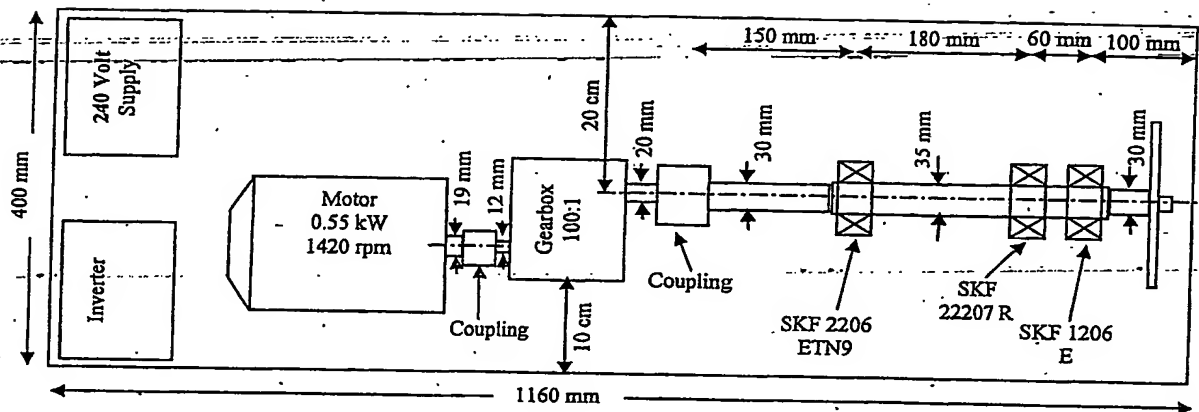 150 mm
180 mm
60 mm
100 mm
240 Volt
Supply
20 cm
400 mm
20 mm
30 mm
35 mm
30 mm
19 mm
12 mm
Motor
0.55 kW
1420 rpm
Gearbox
100:1
Inverter
Coupling
Coupling
10 cm
SKF 2206
ETN9
SKF
22207 R
SKF 1206
E
1160 mm